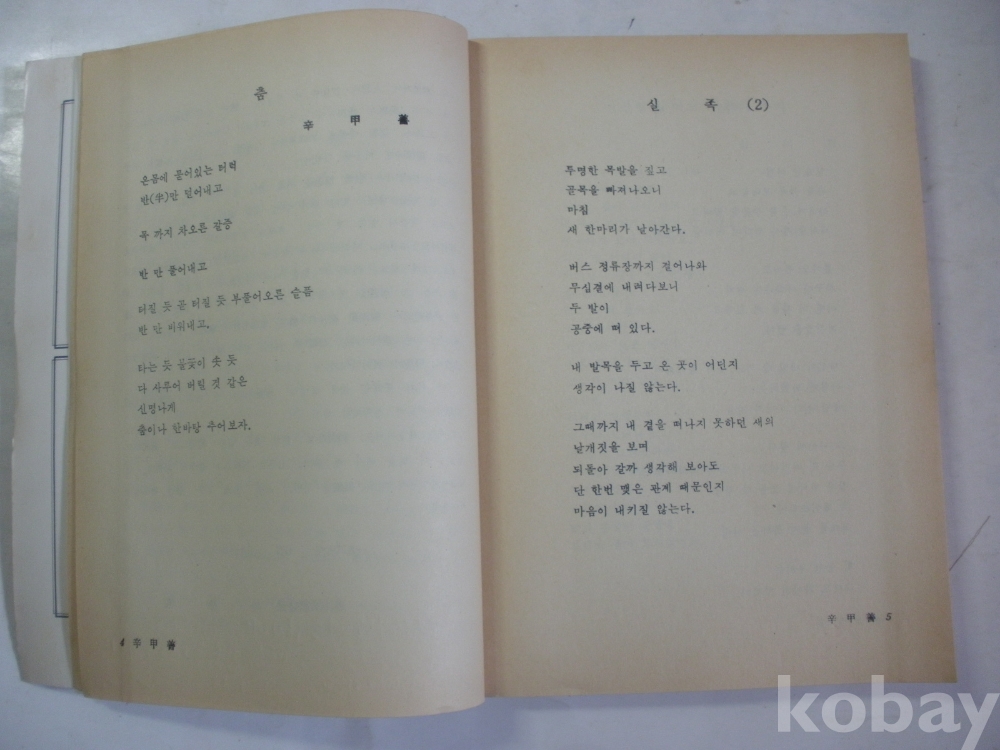 춤
辛 甲 善
온몸에 묻어있는 허헉
반(半)만 덜어내고
목 까지 차오른 갈증
반 만 풀어내고
터질 듯 몬 터질 듯 부풀어오른 슬픔
반 만 비워내고,
타는 듯 불꽃이 솟 듯
다 사루어 버릴 것 같은
신명나게
춤이나 한바탕 추어보자.
4 辛 甲 善
실 족 (2)
투명한 목발을 짚고
골목을 빠져나오니
마침
새 한마리가 날아간다.
버스 정류장까지 걸어나와
무심결에 내려다보니
두 발이
공중에 떠 있다.
내 발목을 두고 온 곳이 어딘지
생각이 나질 않는다.
그때까지 내 곁을 떠나지 못하던 새의
날개짓을 보며
되돌아 갈까 생각해 보아도
단 한번 맺은 관계 때문인지
마음이 내키질 않는다.
辛 甲 善 5
kobay